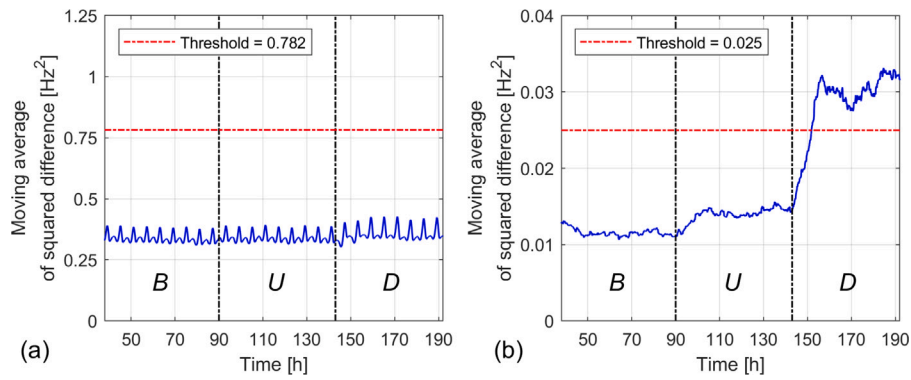 Moving average
of squared difference [Hz²]
1.25
1
0.75
0.5
0.25
0
Threshold = 0.782
B
U
D
50
70
90
110
130
150
170
190
Time [h]
(a)
Moving average
of squared difference [Hz²]
0.04
0.03
0.02
0.01
0
Threshold = 0.025
B
U
D
50
70
90
110
130
150
170
190
Time [h]
(b)